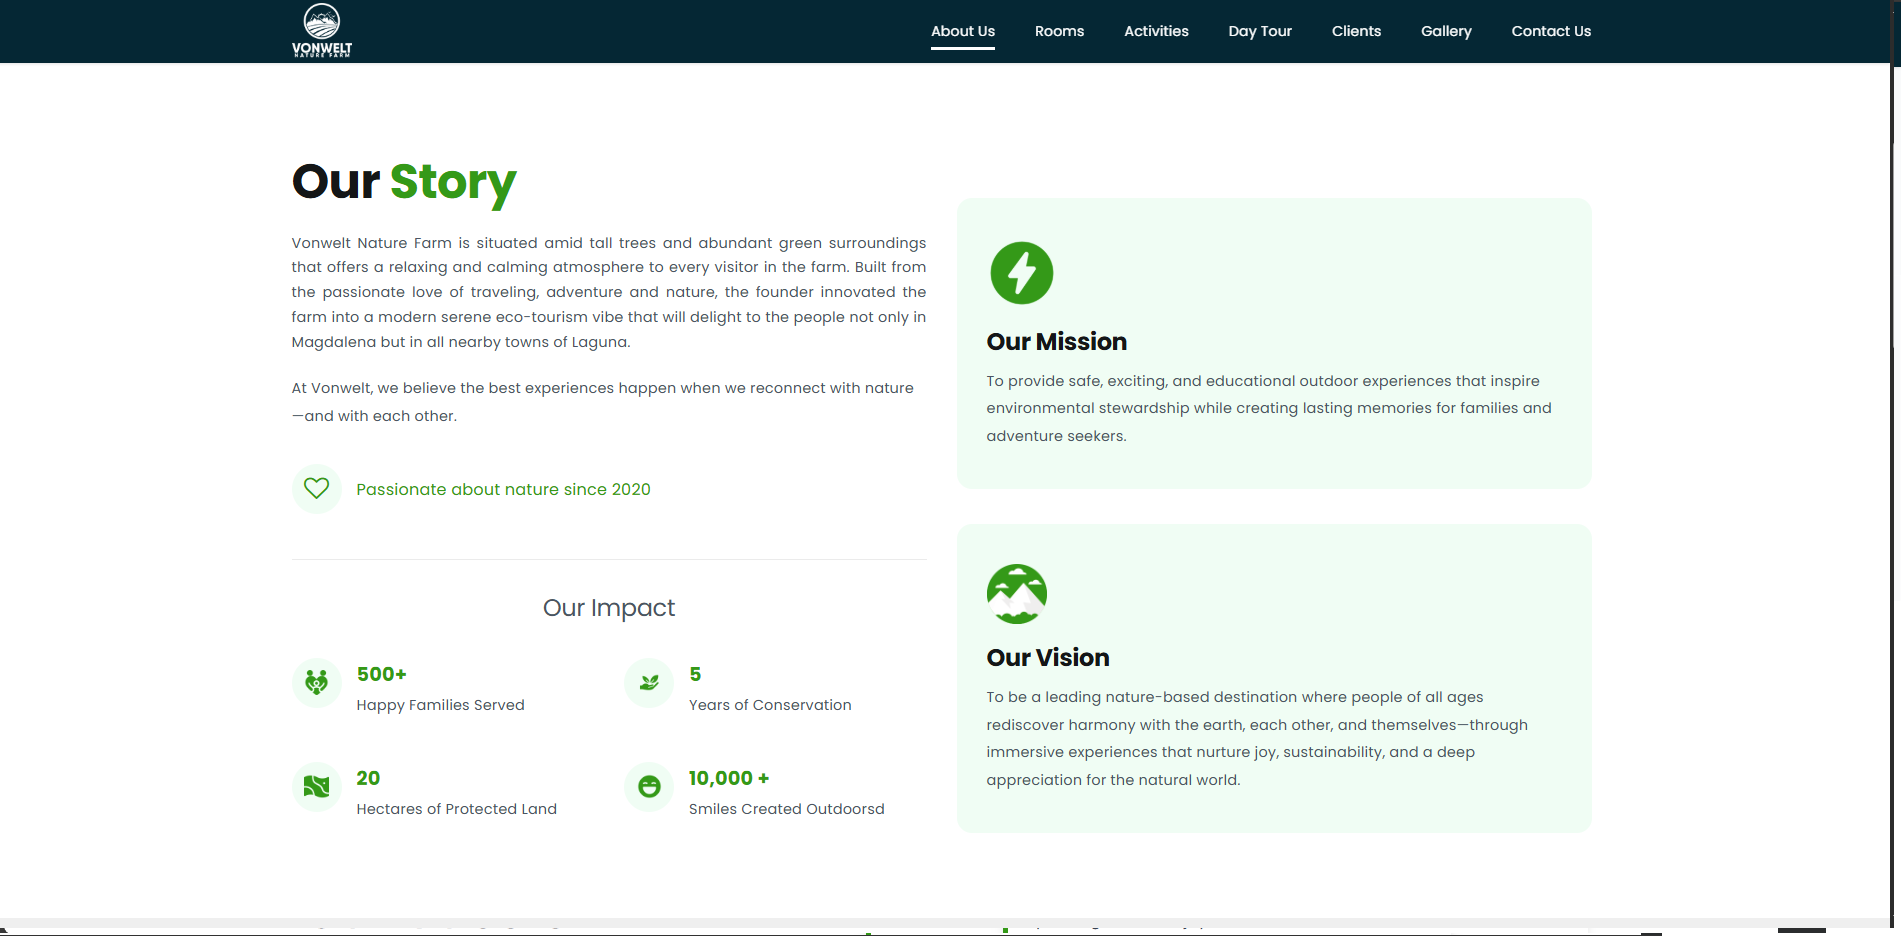 VONWELT
NATURE FARM
About Us
Rooms
Activities
Day Tour
Clients
Gallery
Contact Us
Our Story
Vonwelt Nature Farm is situated amid tall trees and abundant green surroundings
that offers a relaxing and calming atmosphere to every visitor in the farm. Built from
the passionate love of traveling, adventure and nature, the founder innovated the
farm into a modern serene eco-tourism vibe that will delight to the people not only in
Magdalena but in all nearby towns of Laguna.
At Vonwelt, we believe the best experiences happen when we reconnect with nature
—and with each other.
Passionate about nature since 2020
Our Impact
500+
Happy Families Served
5
Years of Conservation
20
Hectares of Protected Land
10,000 +
Smiles Created Outdoorsd
Our Mission
To provide safe, exciting, and educational outdoor experiences that inspire
environmental stewardship while creating lasting memories for families and
adventure seekers.
Our Vision
To be a leading nature-based destination where people of all ages
rediscover harmony with the earth, each other, and themselves—through
immersive experiences that nurture joy, sustainability, and a deep
appreciation for the natural world.